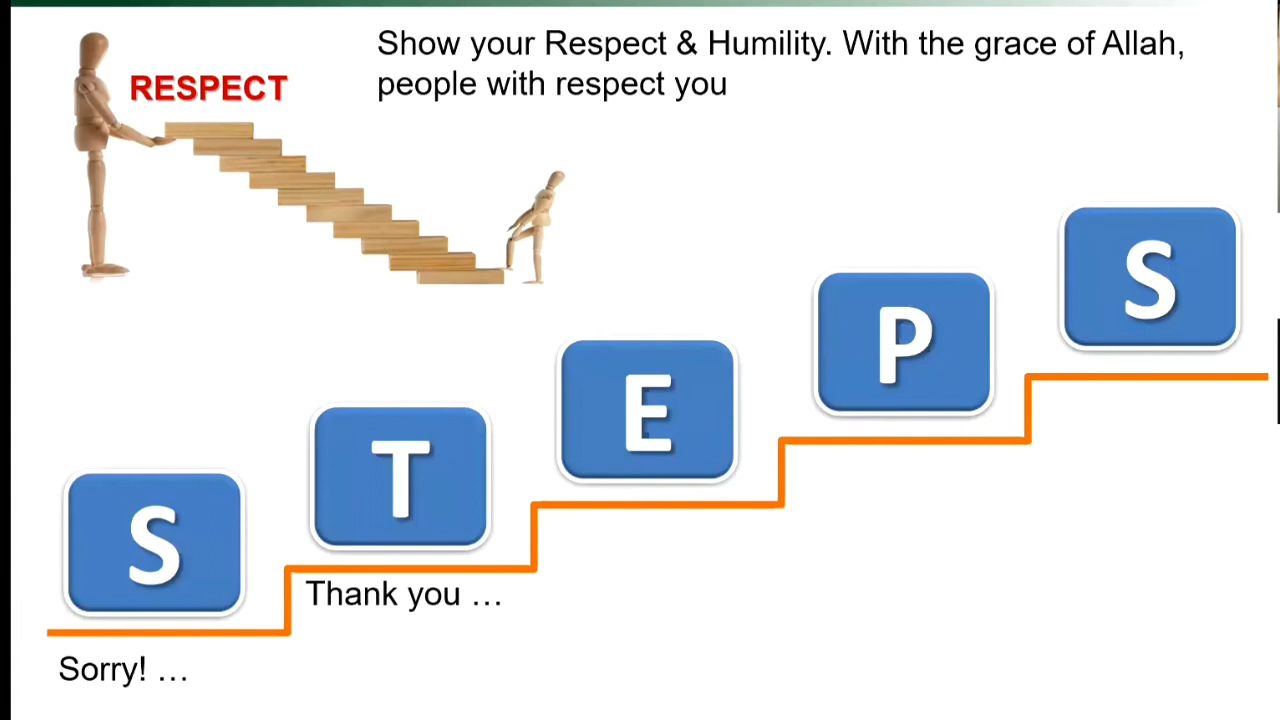 Show your Respect & Humility. With the grace of Allah,
people with respect you
RESPECT
S
T
E
P
S
Thank you …
Sorry! …